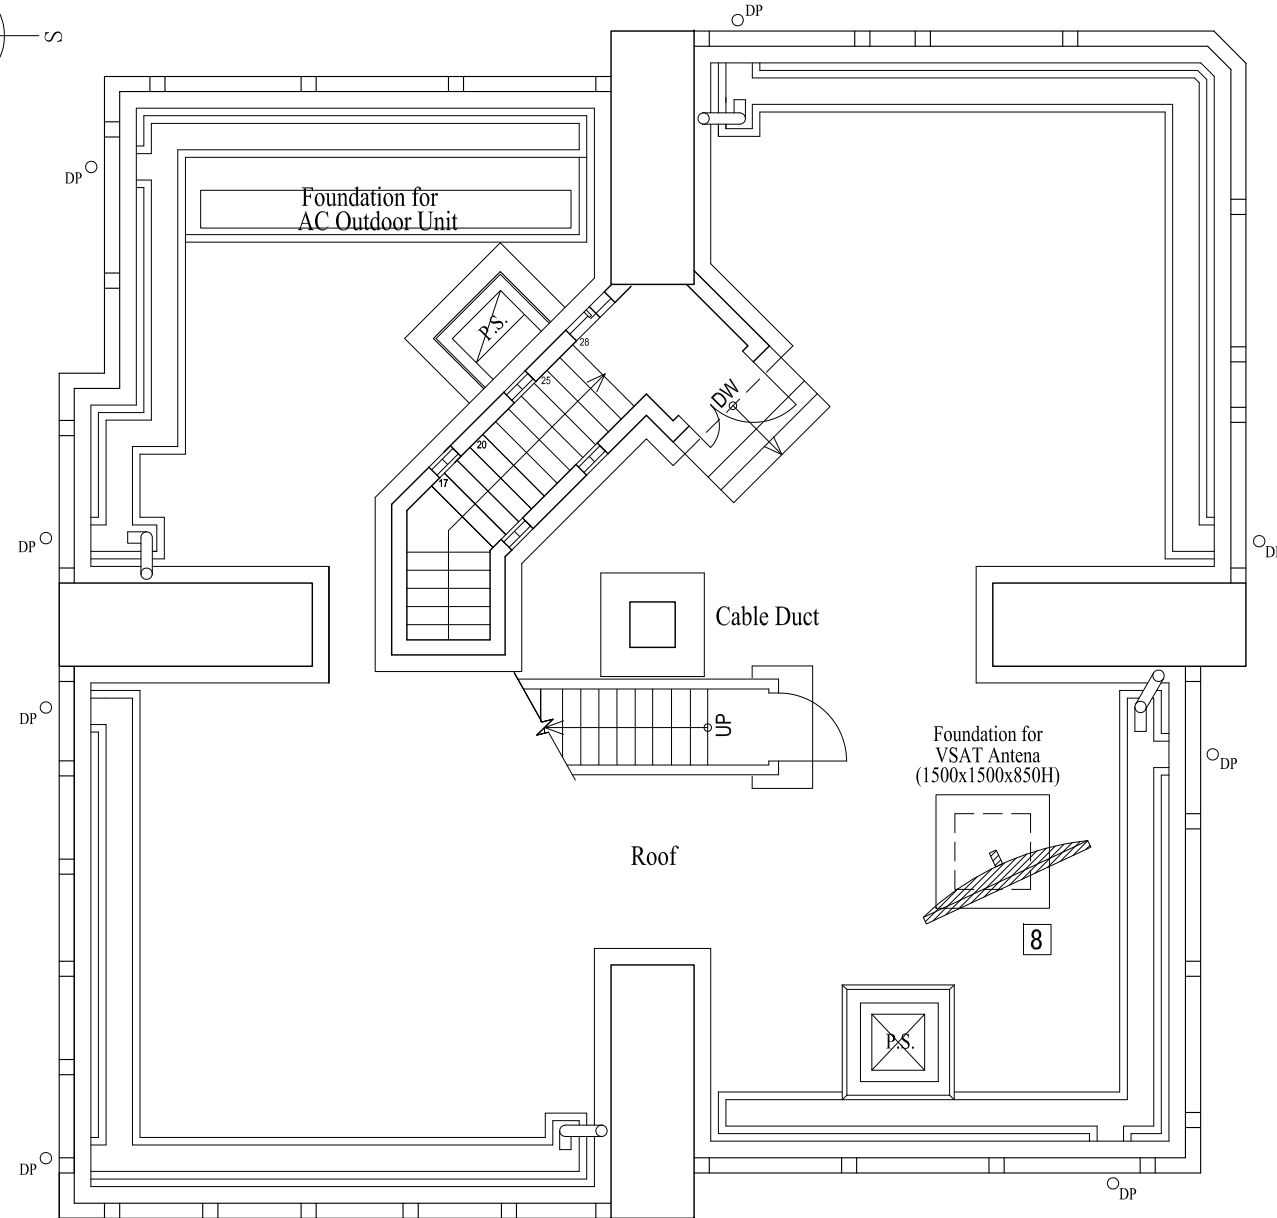 DP
S
DP
Foundation for
AC Outdoor Unit
P.S.
28
25
DW
20
17
DP
Cable Duct
DP
UP
Foundation for
VSAT Antena
(1500x1500x850H)
DP
Roof
8
P.S.
DP
DP